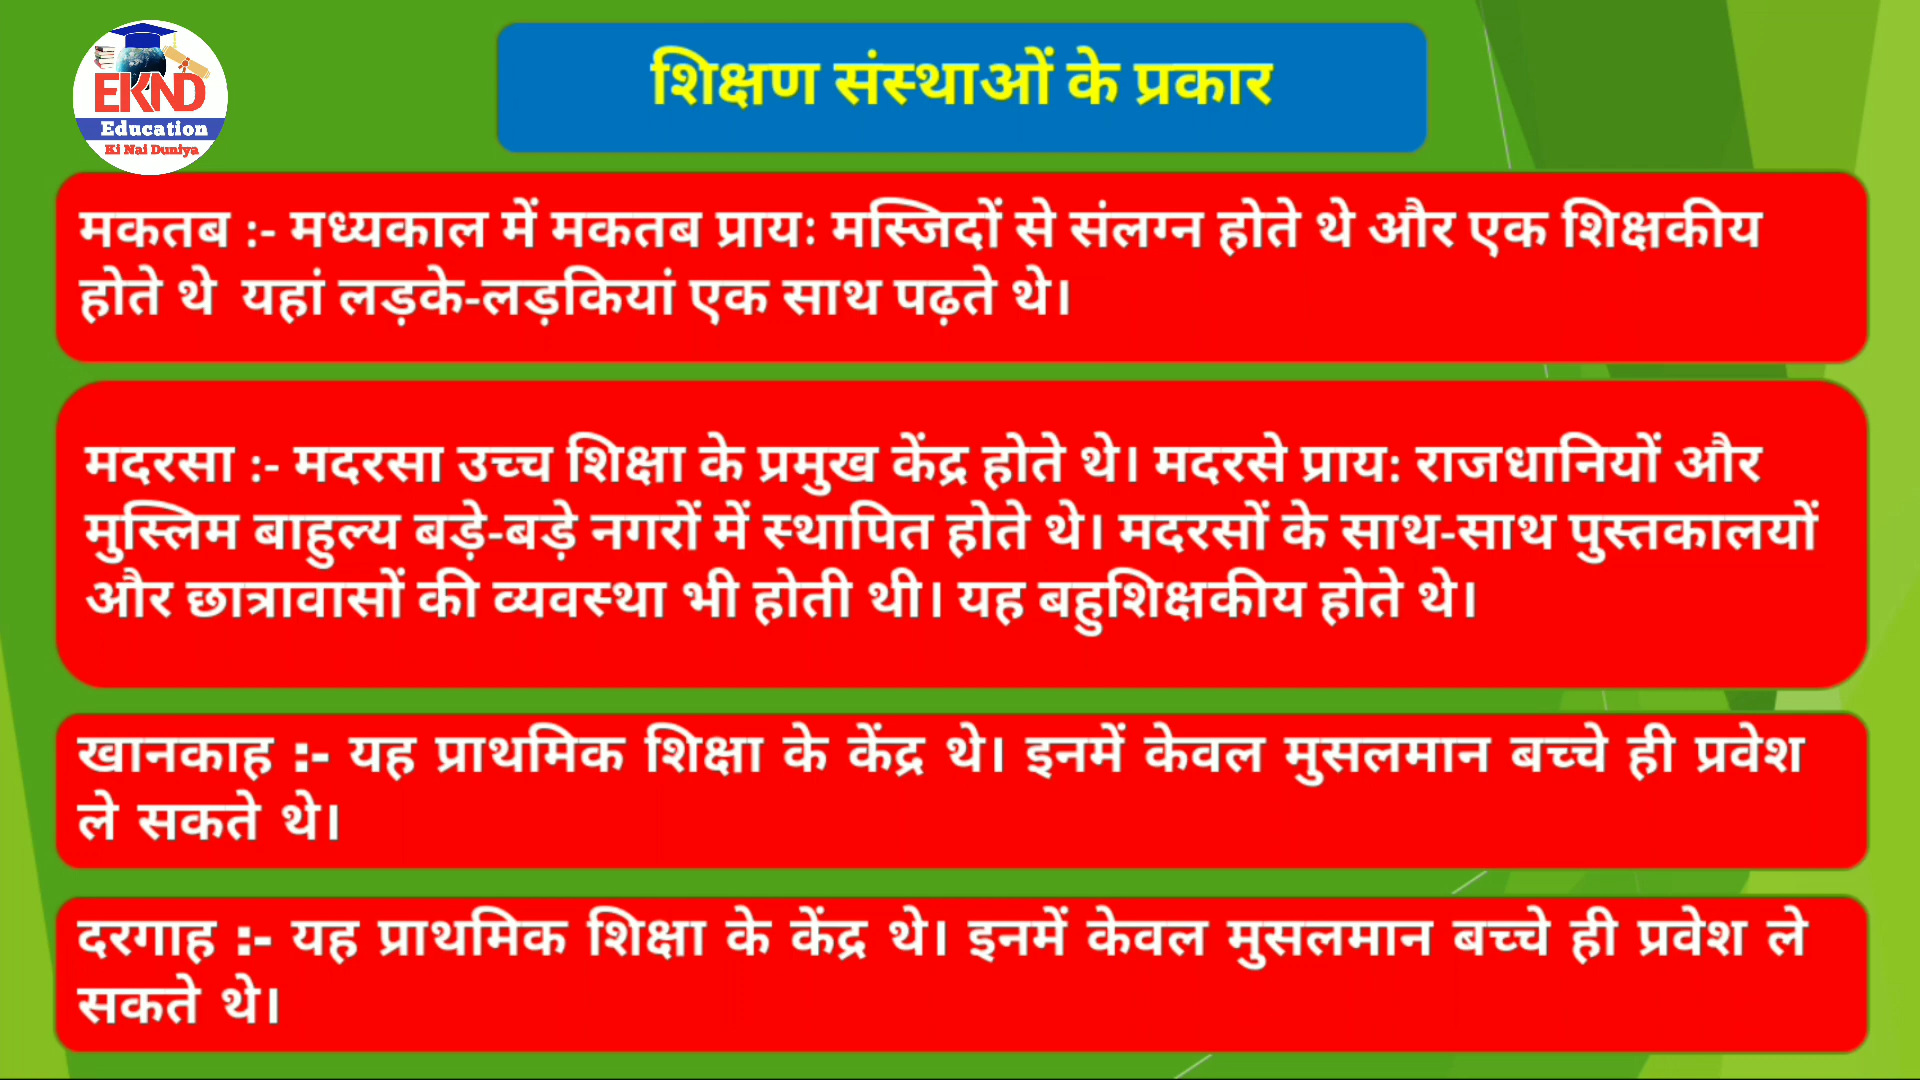 EKND
Education
Ki Nai Duniya
शिक्षण संस्थाओं के प्रकार
मकतब :- मध्यकाल में मकतब प्रायः मस्जिदों से संलग्न होते थे और एक शिक्षकीय
होते थे यहां लड़के-लड़कियां एक साथ पढ़ते थे।
मदरसा :- मदरसा उच्च शिक्षा के प्रमुख केंद्र होते थे। मदरसे प्राय: राजधानियों और
मुस्लिम बाहुल्य बड़े-बड़े नगरों में स्थापित होते थे। मदरसों के साथ-साथ पुस्तकालयों
और छात्रावासों की व्यवस्था भी होती थी। यह बहुशिक्षकीय होते थे।
खानकाह :- यह प्राथमिक शिक्षा के केंद्र थे। इनमें केवल मुसलमान बच्चे ही प्रवेश
ले सकते थे।
दरगाह :- यह प्राथमिक शिक्षा के केंद्र थे। इनमें केवल मुसलमान बच्चे ही प्रवेश ले
सकते थे।